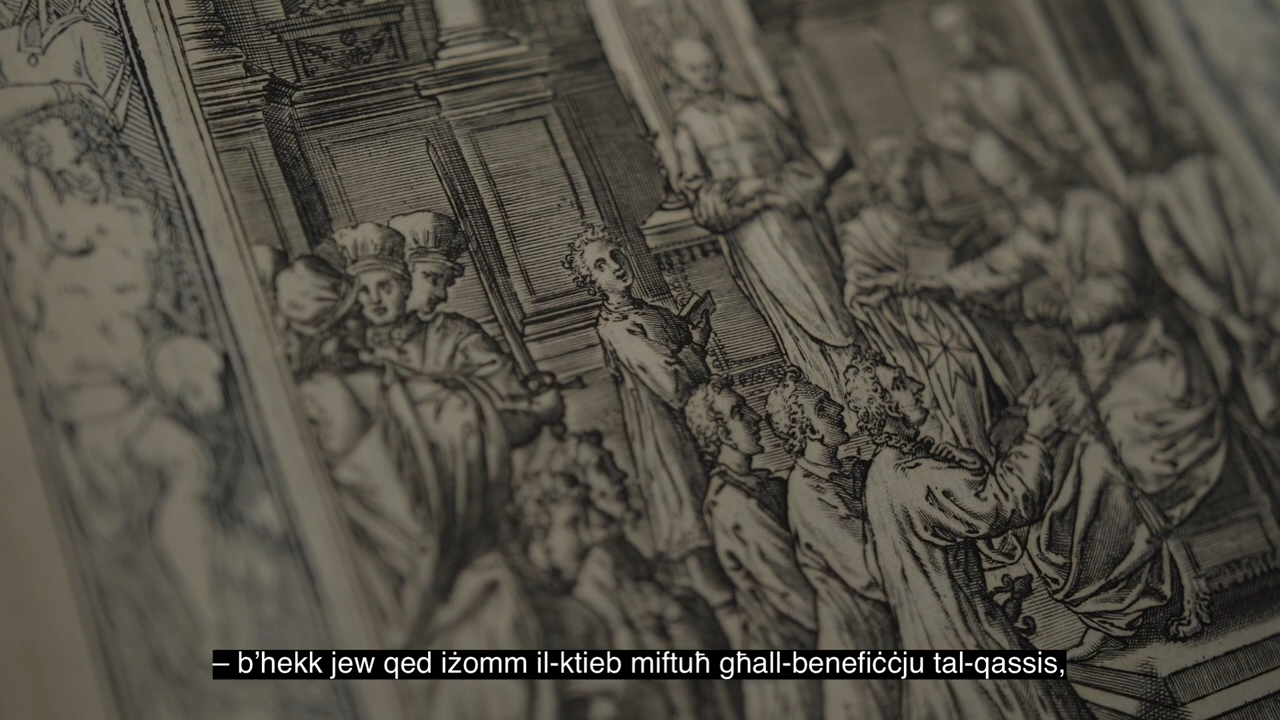 – b’hekk jew qed iżomm il-ktieb miftuħ għall-benefiċċju tal-qassis,